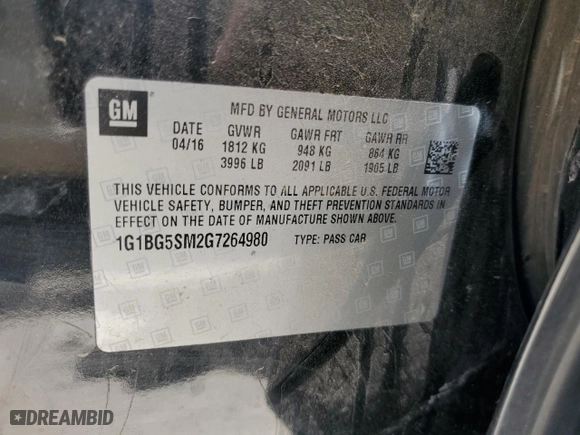 GM
MFD BY GENERAL MOTORS LLC
DATE GVWR GAWR FRT GAWR RR
04/16 1812 KG 948 KG 864 KG
3996 LB 2091 LB 1905 LB
THIS VEHICLE CONFORMS TO ALL APPLICABLE U.S. FEDERAL MOTOR
VEHICLE SAFETY, BUMPER, AND THEFT PREVENTION STANDARDS IN
EFFECT ON THE DATE OF MANUFACTURE SHOWN ABOVE.
1G1BG5SM2G7264980 TYPE: PASS CAR
DREAMBID